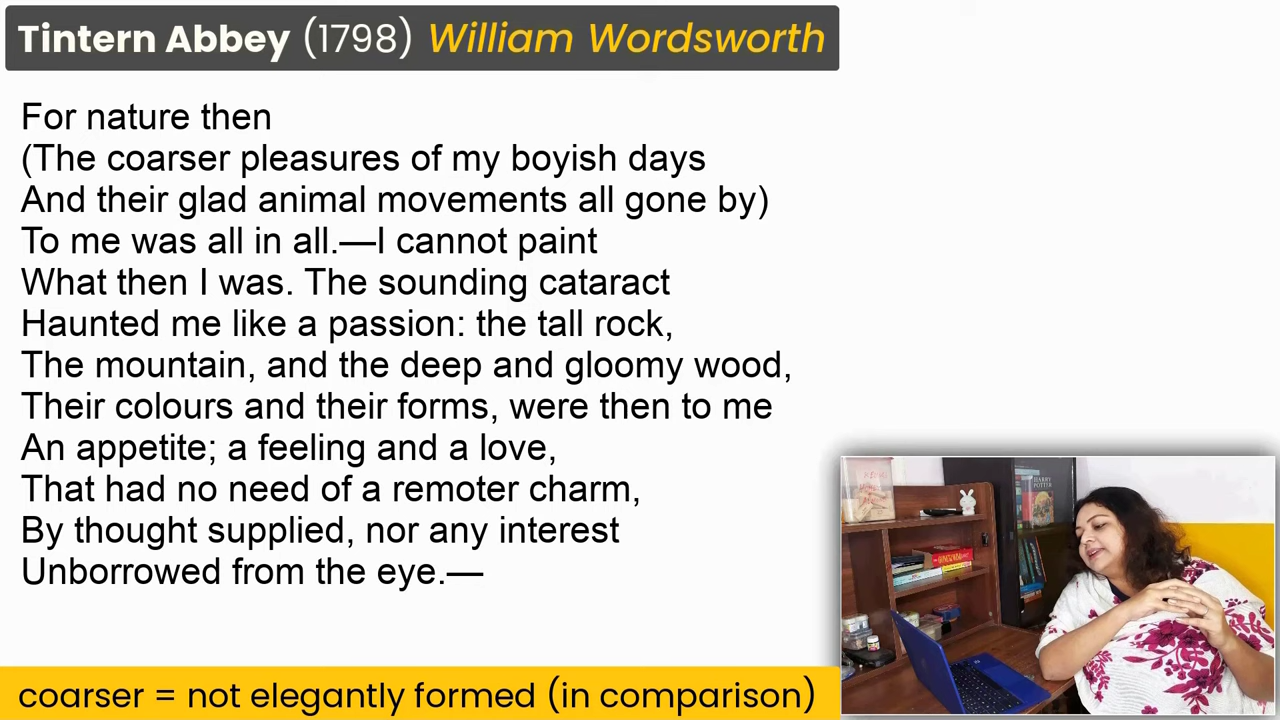 Tintern Abbey (1798) William Wordsworth
For nature then
(The coarser pleasures of my boyish days
And their glad animal movements all gone by)
To me was all in all.—I cannot paint
What then I was. The sounding cataract
Haunted me like a passion: the tall rock,
The mountain, and the deep and gloomy wood,
Their colours and their forms, were then to me
An appetite; a feeling and a love,
That had no need of a remoter charm,
By thought supplied, nor any interest
Unborrowed from the eye.—
HARRY
POTTER
coarser = not elegantly formed (in comparison)